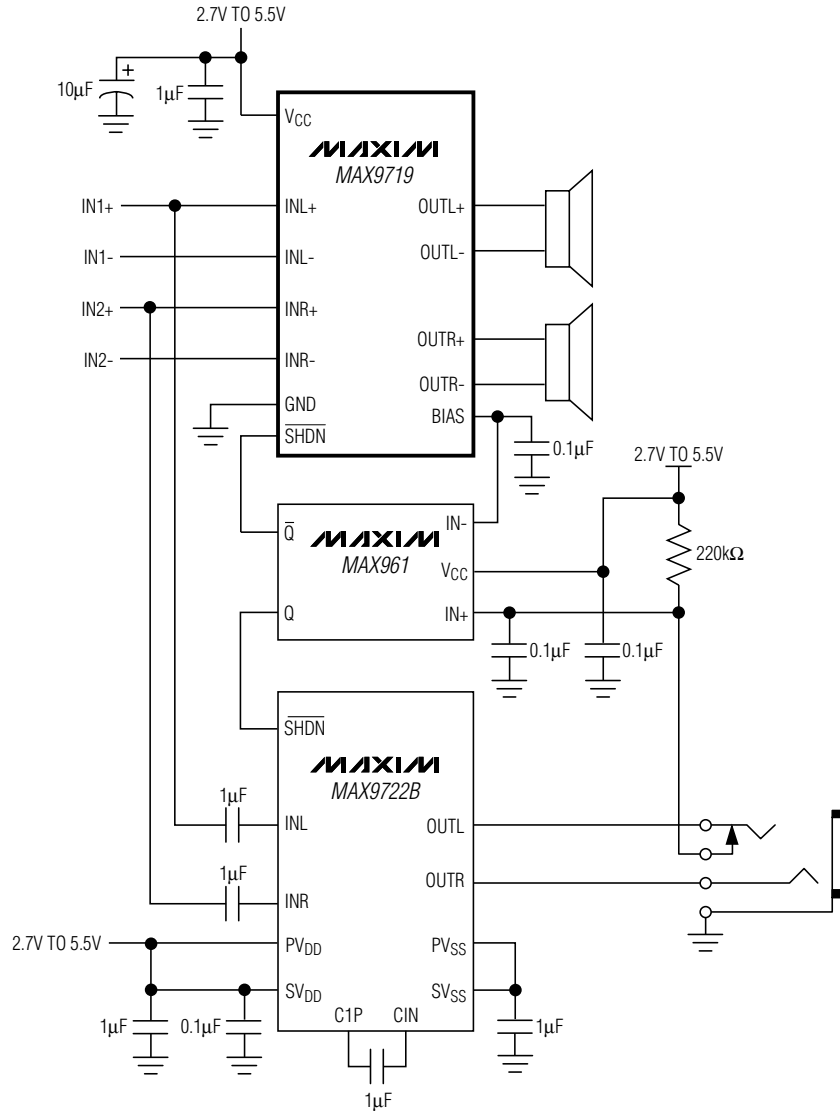 2.7V TO 5.5V
10µF
+
1µF
VCC
MAXIM
MAX9719
IN1+
INL+
OUTL+
IN1-
INL-
OUTL-
IN2+
INR+
OUTR+
IN2-
INR-
OUTR-
GND
BIAS
SHDN
0.1µF
2.7V TO 5.5V
Q
MAXIM
MAX961
IN-
VCC
220kΩ
Q
IN+
0.1µF
0.1µF
SHDN
MAXIM
MAX9722B
1µF
INL
OUTL
1µF
INR
OUTR
2.7V TO 5.5V
PVDD
PVSS
SVDD
SVSS
1µF
0.1µF
C1P
CIN
1µF
1µF